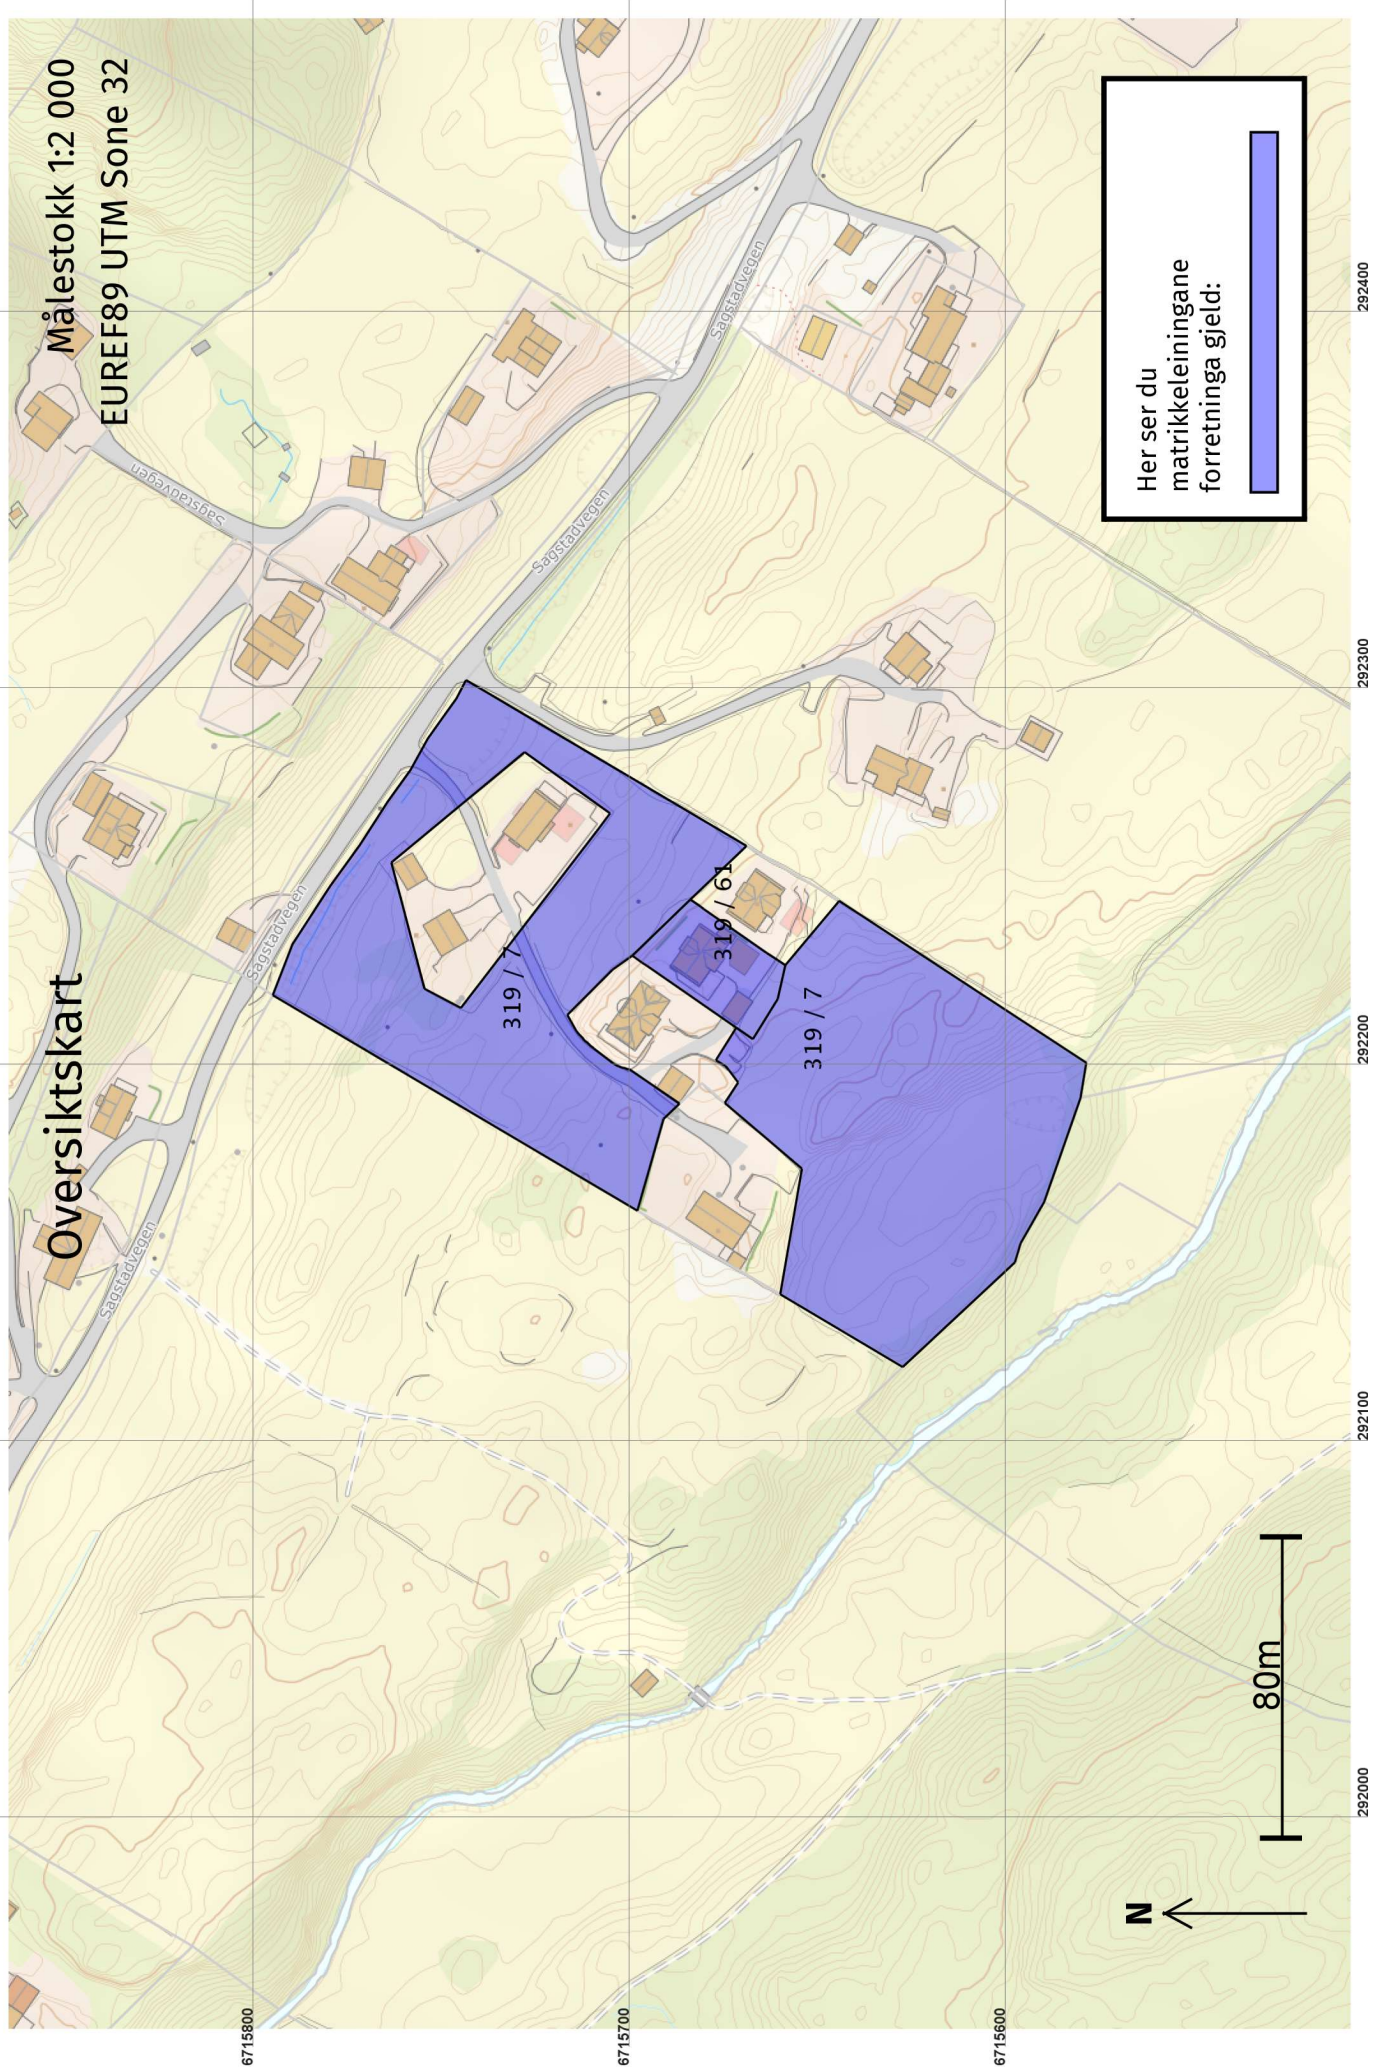 Oversiktskart
Målestokk 1:2 000
EUREF89 UTM Sone 32
Sagstadvegen
Sagstadvegen
Sagstadvegen
Sagstadvegen
Sagstadvegen
319 / 7
319 / 61
319 / 7
Her ser du
matrikkeleiningane
forretninga gjeld:
N
80m
6715800
6715700
6715600
292000
292100
292200
292300
292400